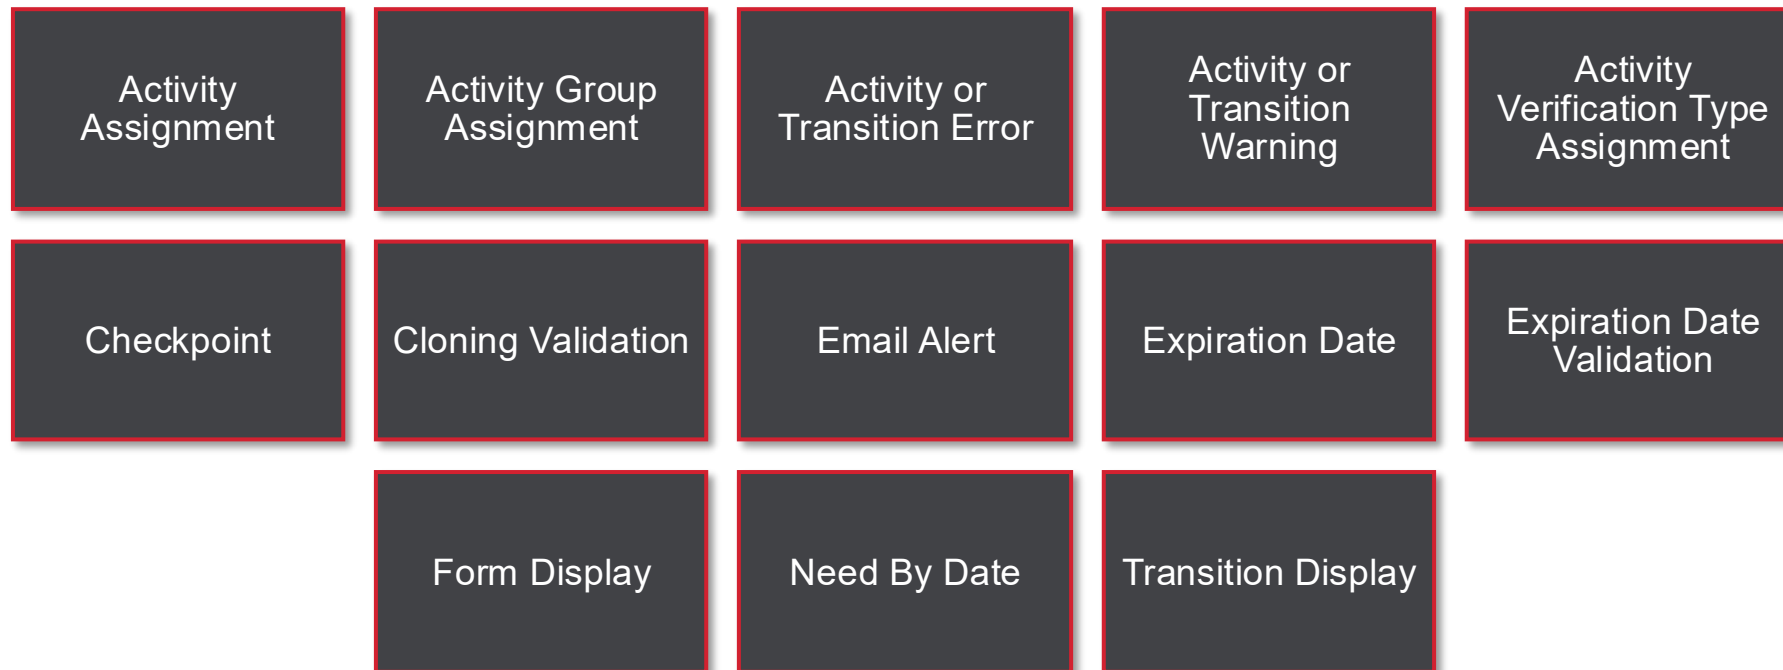 Activity
Assignment
Activity Group
Assignment
Activity or
Transition Error
Activity or
Transition
Warning
Activity
Verification Type
Assignment
Checkpoint
Cloning Validation
Email Alert
Expiration Date
Expiration Date
Validation
Form Display
Need By Date
Transition Display